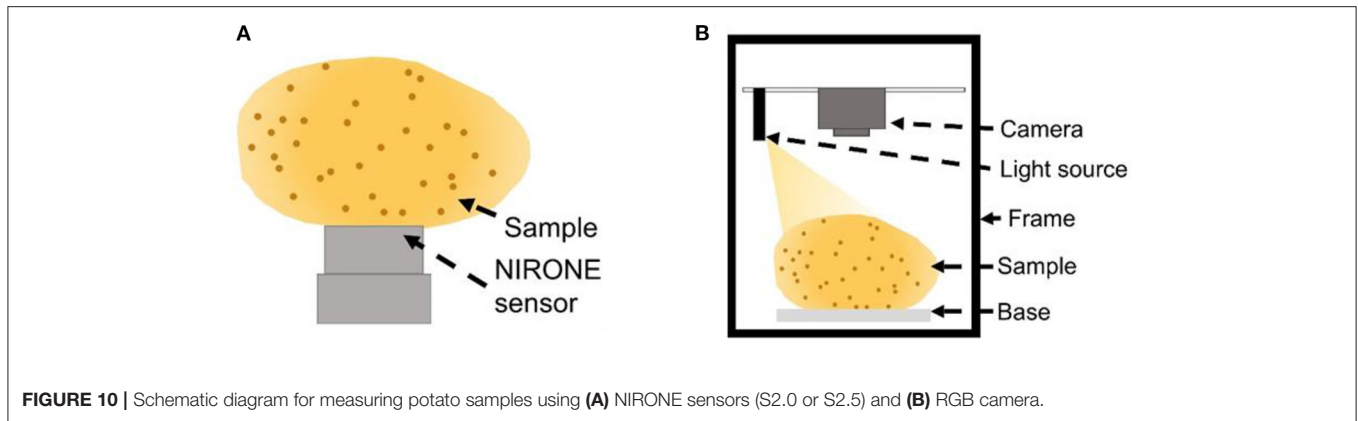 A
Sample
NIRONE
sensor
B
Camera
Light source
Frame
Sample
Base
FIGURE 10 | Schematic diagram for measuring potato samples using (A) NIRONE sensors (S2.0 or S2.5) and (B) RGB camera.